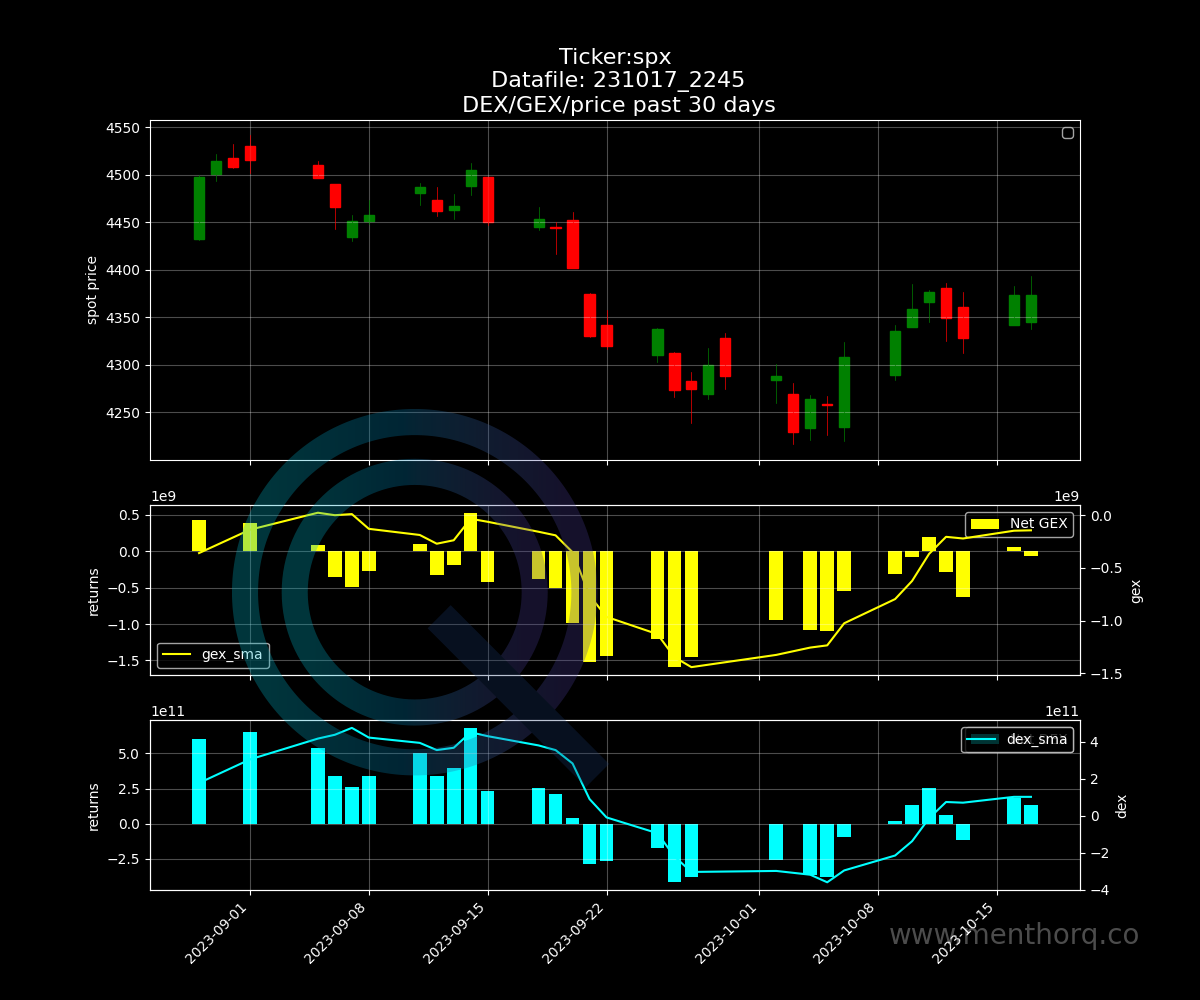 Ticker:spx
Datafile: 231017_2245
DEX/GEX/price past 30 days
4550
4500
4450
4400
4350
4300
4250
spot price
1e9
1e9
0.5
0.0
−0.5
−1.0
−1.5
returns
gex_sma
Net GEX
0.0
−0.5
−1.0
−1.5
gex
1e11
1e11
5.0
2.5
0.0
−2.5
returns
dex_sma
4
2
0
−2
−4
dex
2023-09-01
2023-09-08
2023-09-15
2023-09-22
2023-10-01
2023-10-08
2023-10-15
www.menthorq.co